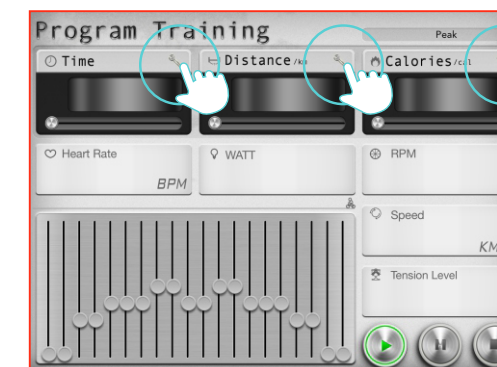 Program Training
Peak
Time
Distance/km
Calories/cal
Heart Rate
BPM
WATT
RPM
Speed
KM
Tension Level